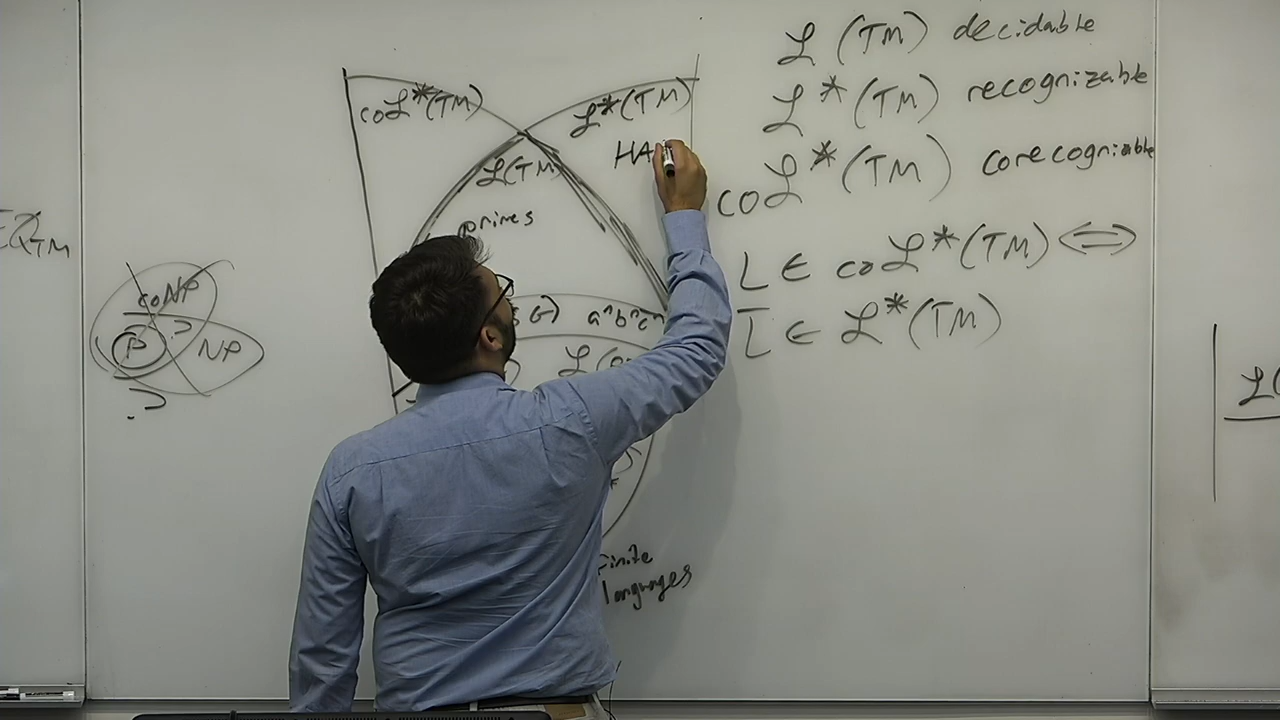 EQ_TM
coNP
P
?
NP
?
coℒ*(TM)
ℒ*(TM)
HA
ℒ(TM)
primes
a^n b^n c^n
Finite
languages
ℒ (TM) decidable
ℒ* (TM) recognizable
coℒ* (TM) corecognizable
L ∈ coℒ*(TM) ⇔
L̅ ∈ ℒ*(TM)
ℒ(